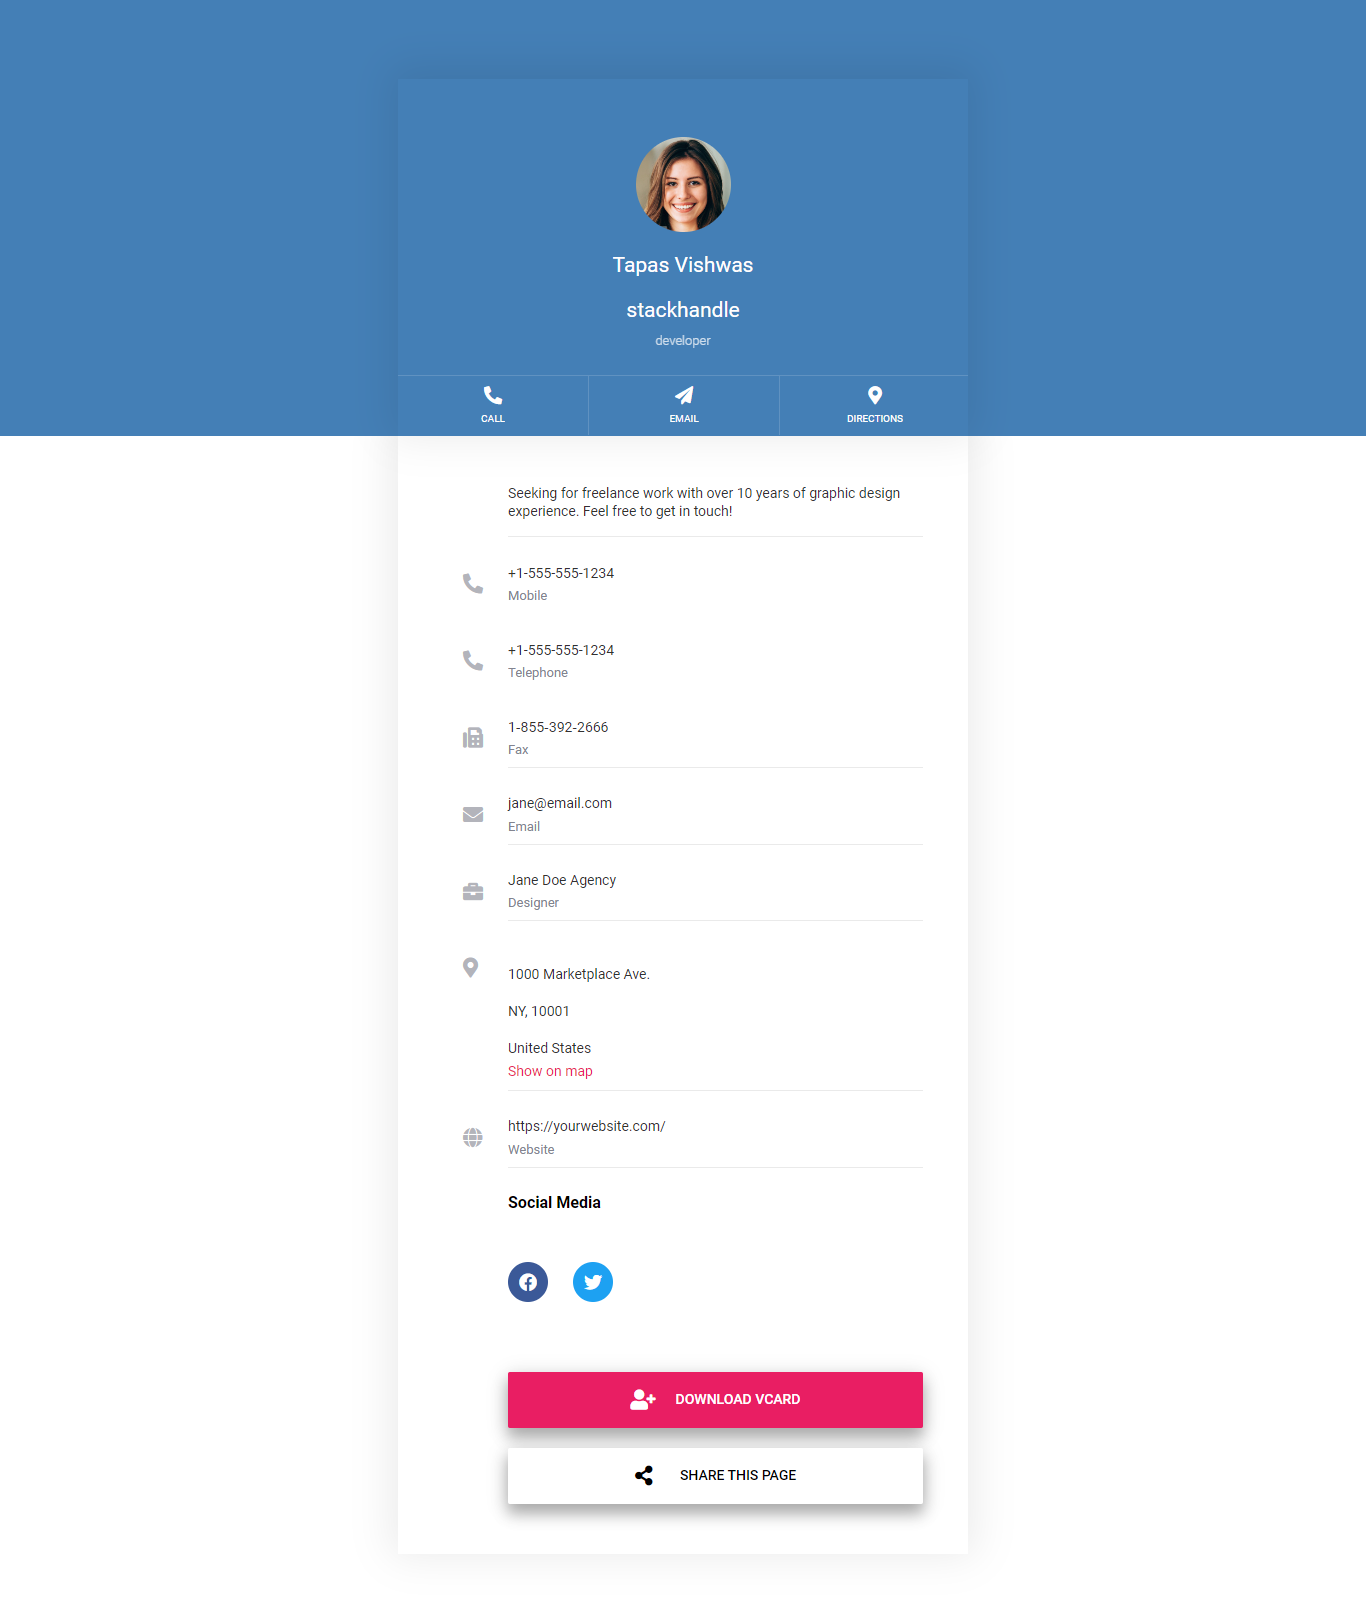 Tapas Vishwas
stackhandle
developer
CALL
EMAIL
DIRECTIONS
Seeking for freelance work with over 10 years of graphic design
experience. Feel free to get in touch!
+1-555-555-1234
Mobile
+1-555-555-1234
Telephone
1-855-392-2666
Fax
jane@email.com
Email
Jane Doe Agency
Designer
1000 Marketplace Ave.
NY, 10001
United States
Show on map
https://yourwebsite.com/
Website
Social Media
DOWNLOAD VCARD
SHARE THIS PAGE